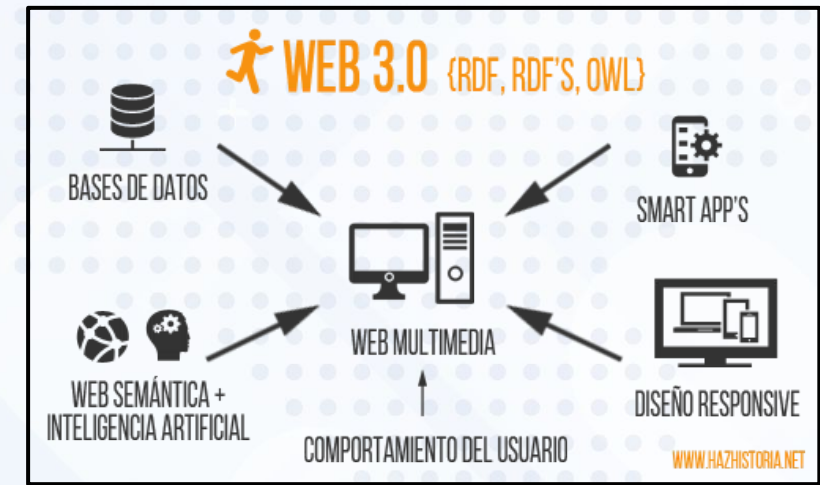 WEB 3.0 {RDF, RDF'S, OWL}
BASES DE DATOS
SMART APP'S
WEB MULTIMEDIA
WEB SEMÁNTICA +
INTELIGENCIA ARTIFICIAL
DISEÑO RESPONSIVE
COMPORTAMIENTO DEL USUARIO
WWW.HAZHISTORIA.NET